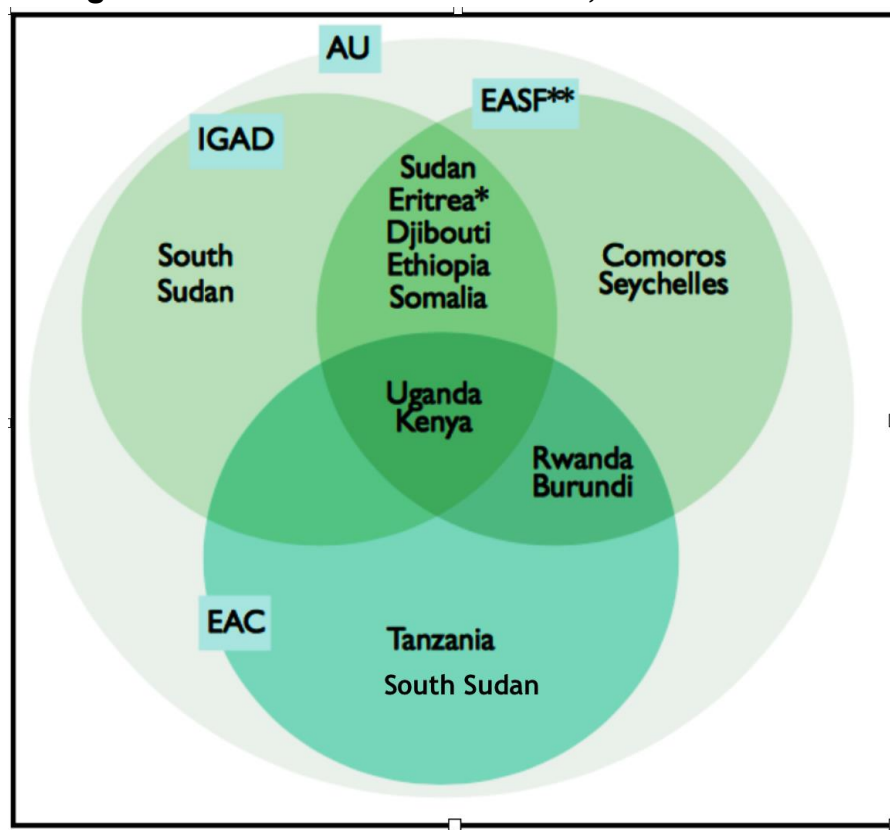 AU
EASF**
IGAD
Sudan
Eritrea*
Djibouti
Ethiopia
Somalia
South
Sudan
Comoros
Seychelles
Uganda
Kenya
Rwanda
Burundi
EAC
Tanzania
South Sudan